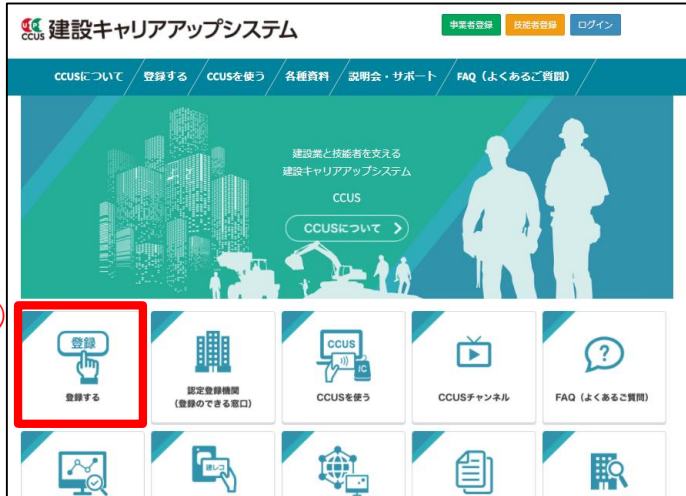 CCUS 建設キャリアアップシステム
事業者登録 技能者登録 ログイン
CCUSについて 登録する CCUSを使う 各種資料 説明会・サポート FAQ（よくあるご質問）
建設業と技能者を支える
建設キャリアアップシステム
CCUS
CCUSについて
登録
登録する
認定登録機関
（登録のできる窓口）
CCUS
IC
CCUSを使う
CCUSチャンネル
FAQ（よくあるご質問）
建レコ